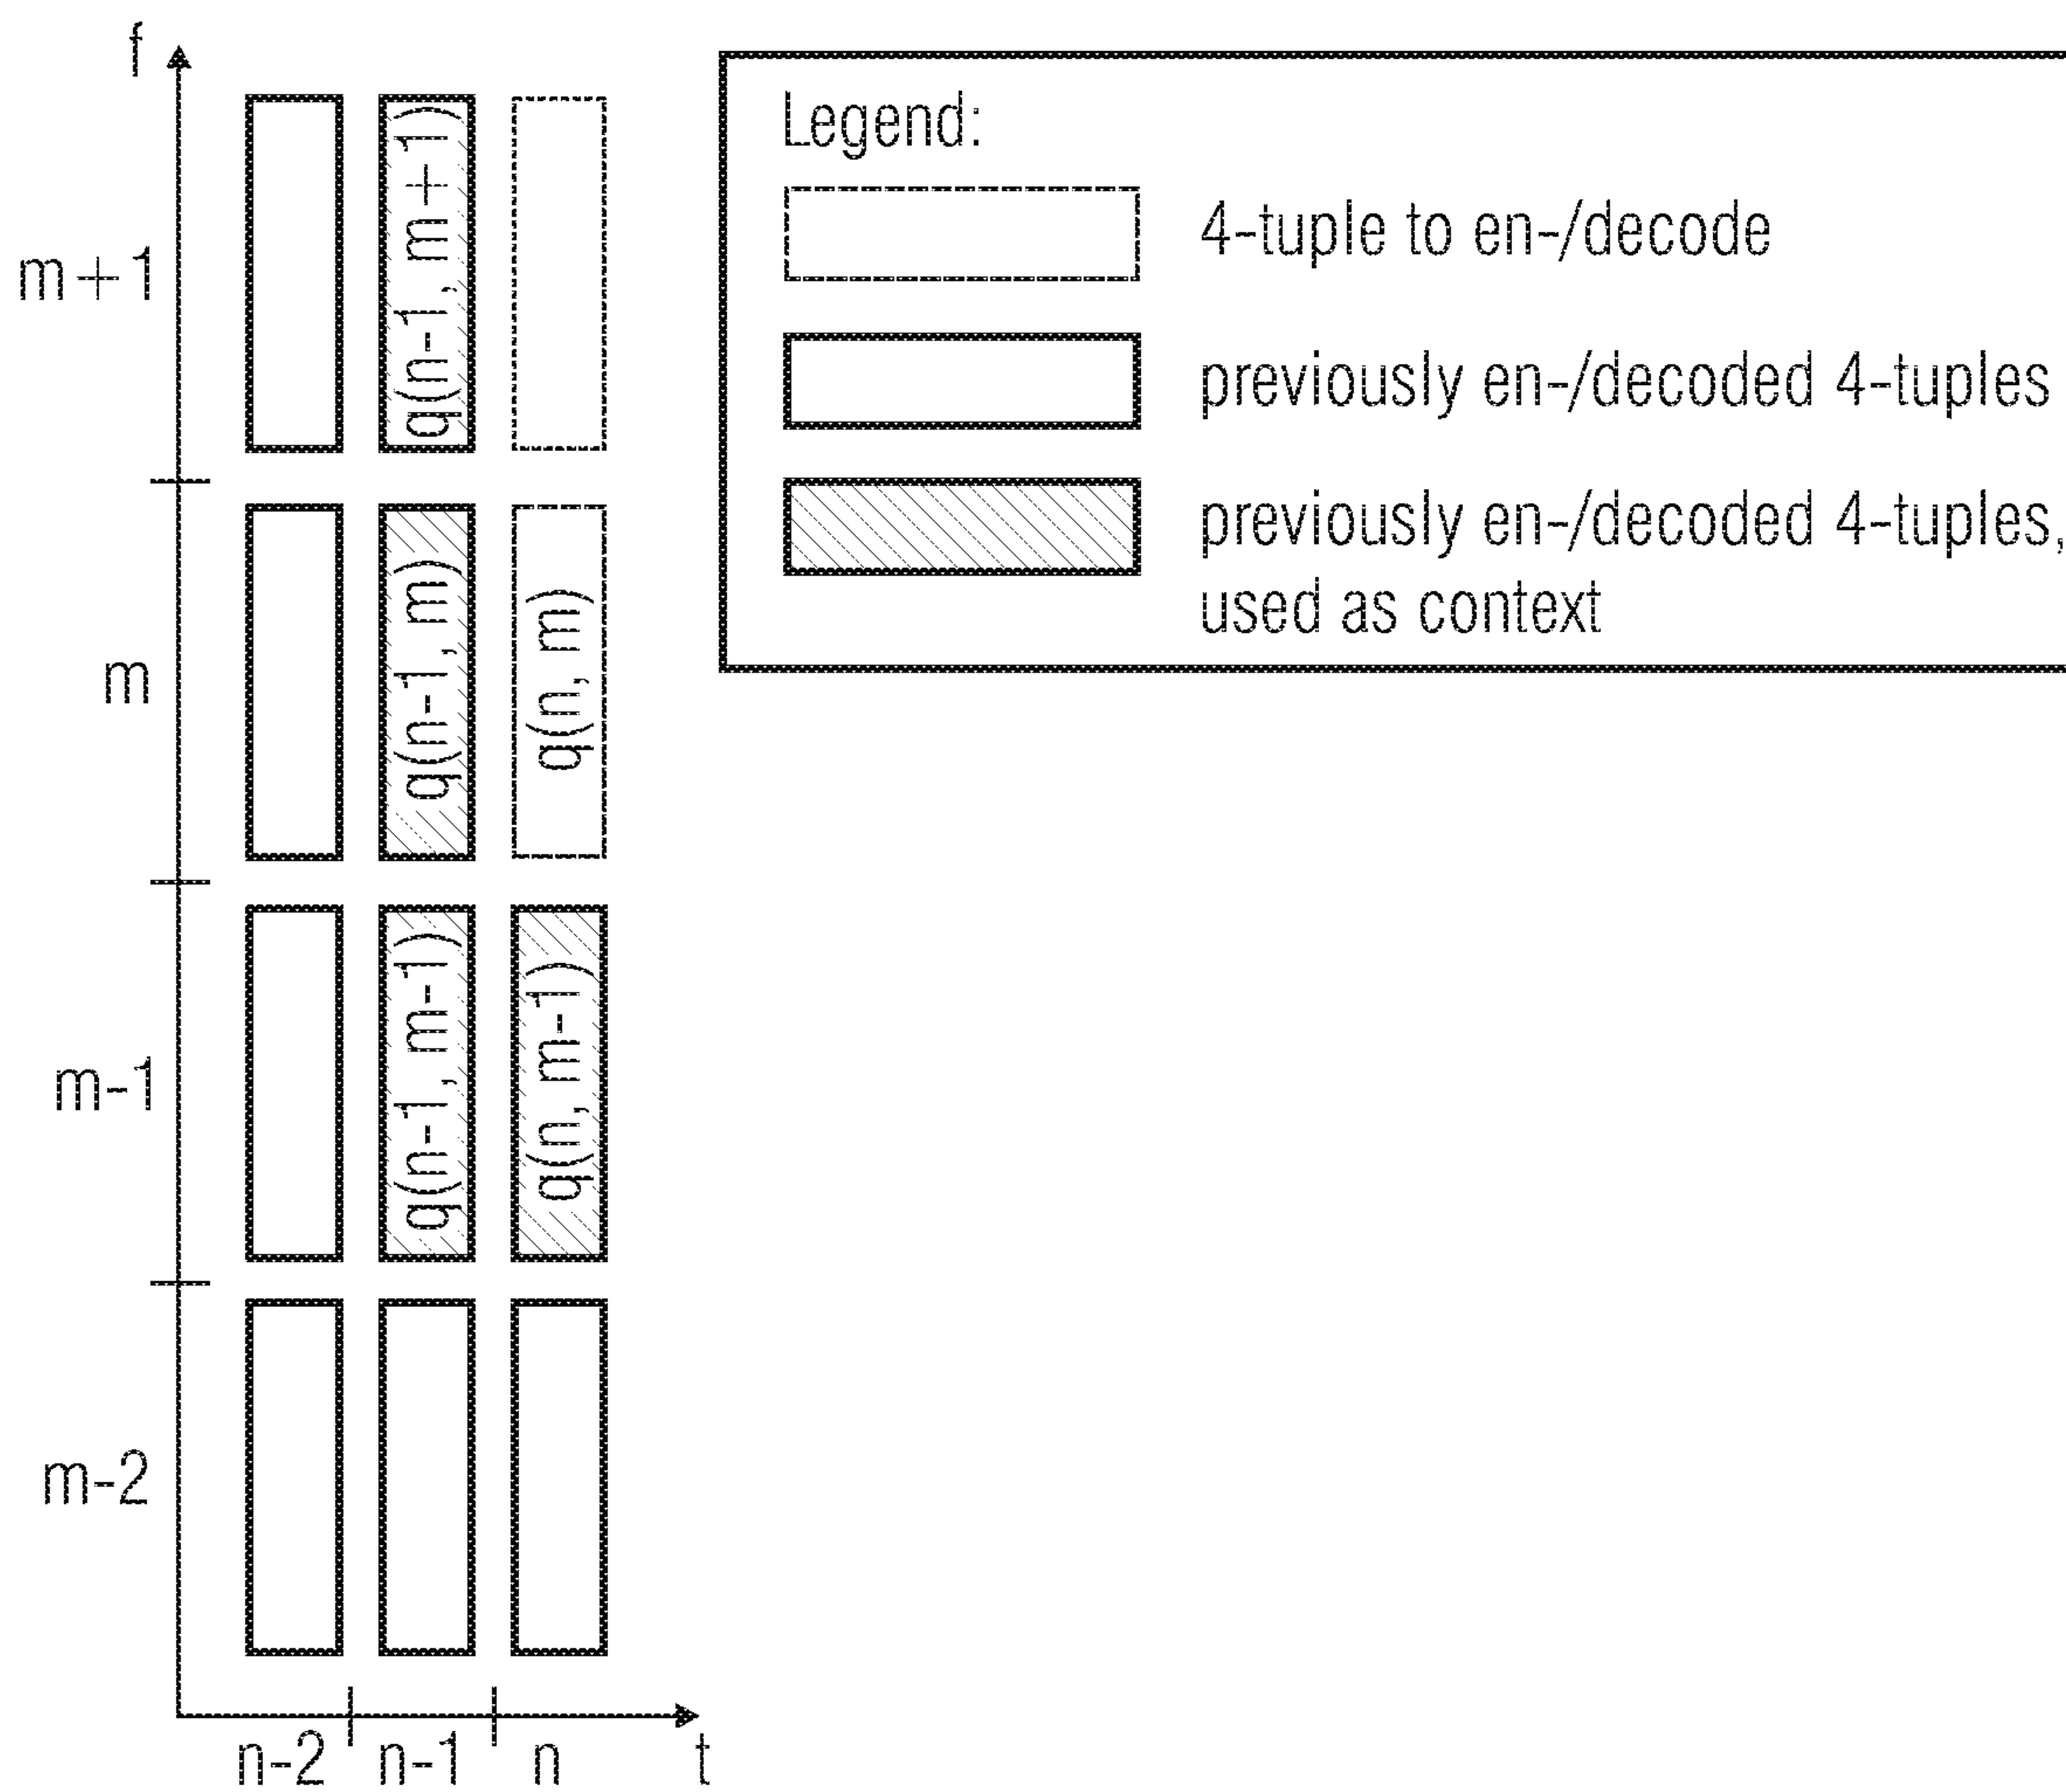 f
Legend:
4-tuple to en-/decode
previously en-/decoded 4-tuples
previously en-/decoded 4-tuples,
used as context
m+1
q(n-1, m+1)
m
q(n-1, m)
q(n, m)
m-1
q(n-1, m-1)
q(n, m-1)
m-2
n-2
n-1
n
t